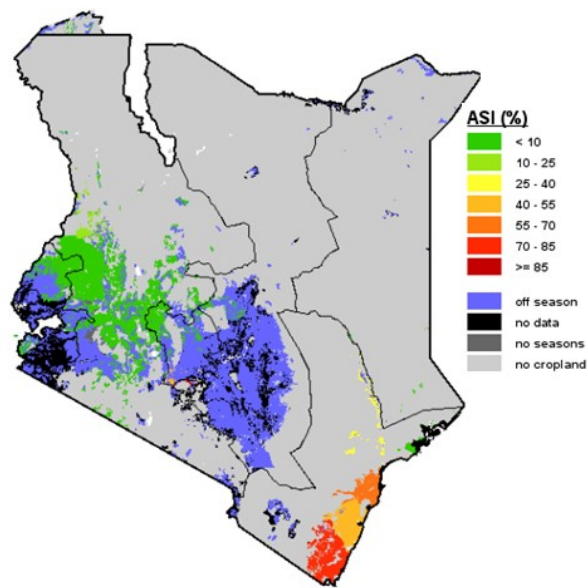 ASI (%)
< 10
10 - 25
25 - 40
40 - 55
55 - 70
70 - 85
>= 85
off season
no data
no seasons
no cropland